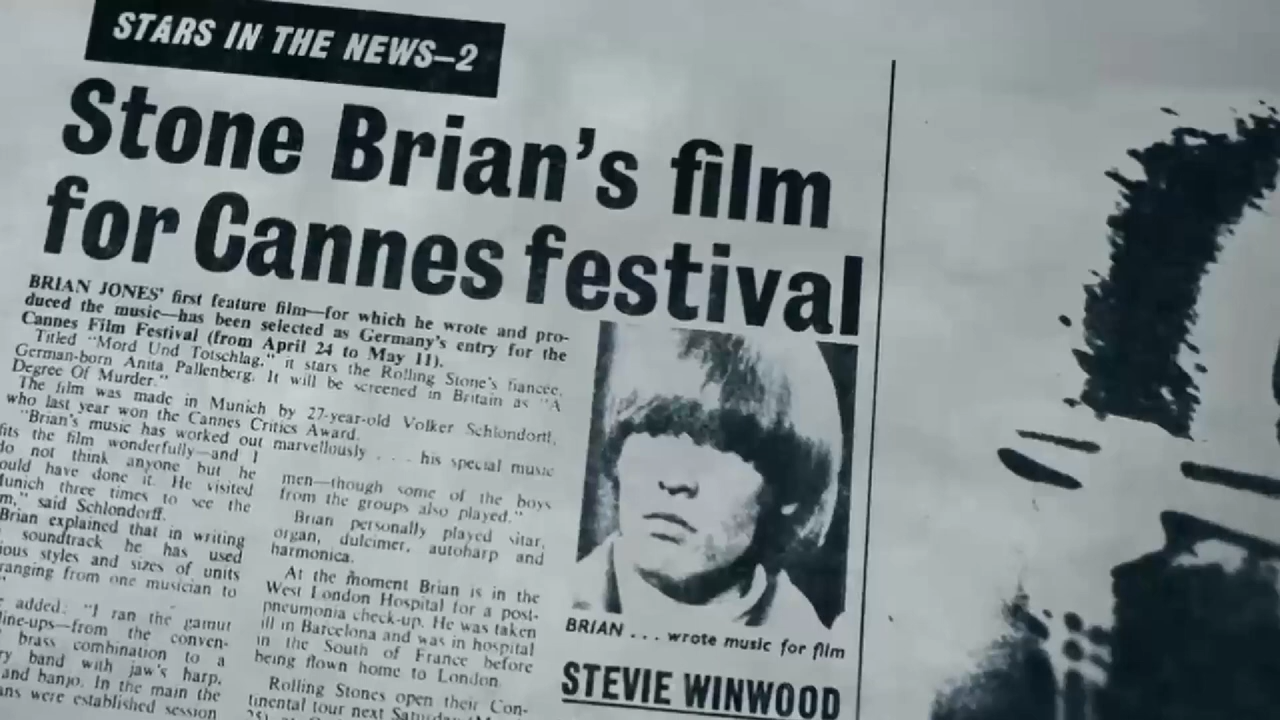 STARS IN THE NEWS–2
Stone Brian's film
for Cannes festival
BRIAN JONES' first feature film—for which he wrote and pro-
duced the music—has been selected as Germany's entry for the
Cannes Film Festival (from April 24 to May 11).
Titled "Mord Und Totschlag," it stars the Rolling Stone's fiancée,
German-born Anita Pallenberg. It will be screened in Britain as "A
Degree Of Murder."
The film was made in Munich by 27-year-old Volker Schlondorff,
who last year won the Cannes Critics Award.
"Brian's music has worked out marvellously . . . his special music
fits the film wonderfully—and I
do not think anyone but he
ould have done it. He visited
unich three times to see the
m," said Schlondorff.
Brian explained that in writing
soundtrack he has used
ious styles and sizes of units
ranging from one musician to
added: "I ran the gamut
line-ups—from the conven-
brass combination to a
ry band with jaw's harp,
and banjo. In the main the
ans were established session
men—though some of the boys
from the groups also played."
Brian personally played sitar,
organ, dulcimer, autoharp and
harmonica.
At the moment Brian is in the
West London Hospital for a post-
pneumonia check-up. He was taken
ill in Barcelona and was in hospital
in the South of France before
being flown home to London.
Rolling Stones open their Con-
tinental tour next Saturday
BRIAN . . . wrote music for film
STEVIE WINWOOD